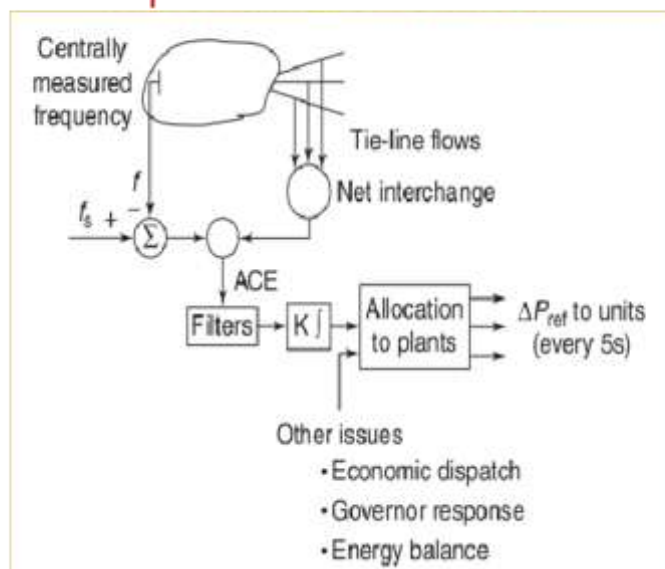 Centrally
measured
frequency
Tie-line flows
f
Net interchange
fs + −
Σ
ACE
Filters
K ∫
Allocation
to plants
ΔPref to units
(every 5s)
Other issues
• Economic dispatch
• Governor response
• Energy balance